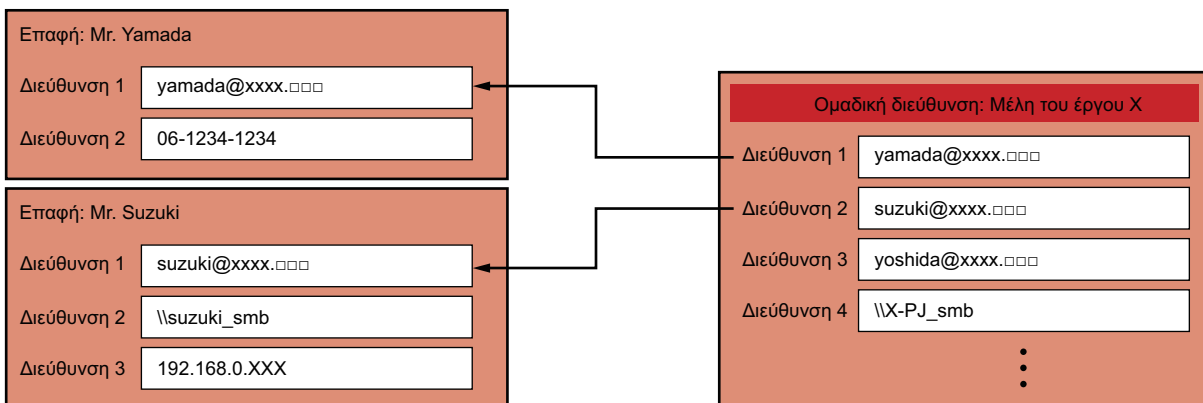 Επαφή: Mr. Yamada
Διεύθυνση 1 yamada@xxxx.□□□
Διεύθυνση 2 06-1234-1234
Επαφή: Mr. Suzuki
Διεύθυνση 1 suzuki@xxxx.□□□
Διεύθυνση 2 \\suzuki_smb
Διεύθυνση 3 192.168.0.XXX
Ομαδική διεύθυνση: Μέλη του έργου X
Διεύθυνση 1 yamada@xxxx.□□□
Διεύθυνση 2 suzuki@xxxx.□□□
Διεύθυνση 3 yoshida@xxxx.□□□
Διεύθυνση 4 \\X-PJ_smb